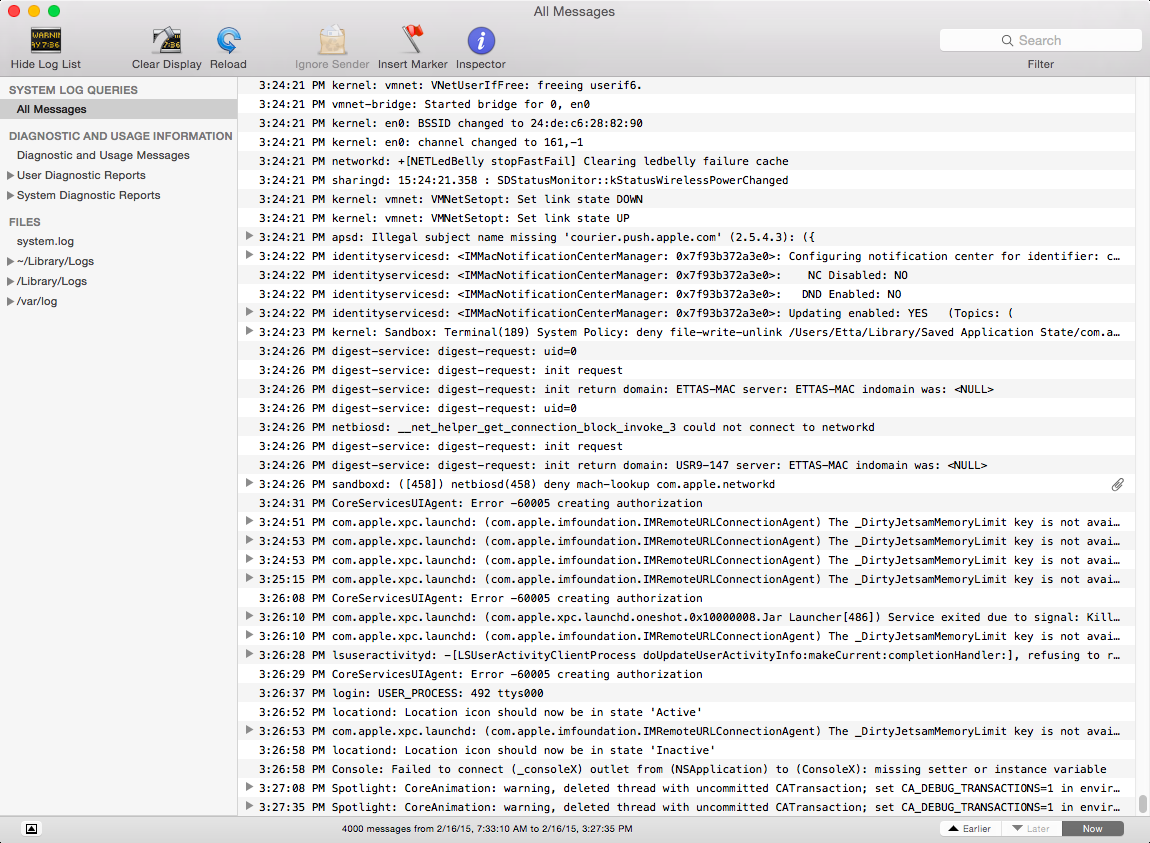 All Messages
WARNIN
RY 7:36
7:36
Hide Log List
Clear Display
Reload
Ignore Sender
Insert Marker
Inspector
Search
Filter
SYSTEM LOG QUERIES
All Messages
DIAGNOSTIC AND USAGE INFORMATION
Diagnostic and Usage Messages
User Diagnostic Reports
System Diagnostic Reports
FILES
system.log
~/Library/Logs
/Library/Logs
/var/log
3:24:21 PM kernel: vmnet: VNetUserIfFree: freeing userif6.
3:24:21 PM vmnet-bridge: Started bridge for 0, en0
3:24:21 PM kernel: en0: BSSID changed to 24:de:c6:28:82:90
3:24:21 PM kernel: en0: channel changed to 161,-1
3:24:21 PM networkd: +[NETLedBelly stopFastFail] Clearing ledbelly failure cache
3:24:21 PM sharingd: 15:24:21.358 : SDStatusMonitor::kStatusWirelessPowerChanged
3:24:21 PM kernel: vmnet: VMNetSetopt: Set link state DOWN
3:24:21 PM kernel: vmnet: VMNetSetopt: Set link state UP
3:24:21 PM apsd: Illegal subject name missing 'courier.push.apple.com' (2.5.4.3): ({
3:24:22 PM identityservicesd: <IMMacNotificationCenterManager: 0x7f93b372a3e0>: Configuring notification center for identifier: c…
3:24:22 PM identityservicesd: <IMMacNotificationCenterManager: 0x7f93b372a3e0>:    NC Disabled: NO
3:24:22 PM identityservicesd: <IMMacNotificationCenterManager: 0x7f93b372a3e0>:   DND Enabled: NO
3:24:22 PM identityservicesd: <IMMacNotificationCenterManager: 0x7f93b372a3e0>: Updating enabled: YES   (Topics: (
3:24:23 PM kernel: Sandbox: Terminal(189) System Policy: deny file-write-unlink /Users/Etta/Library/Saved Application State/com.a…
3:24:26 PM digest-service: digest-request: uid=0
3:24:26 PM digest-service: digest-request: init request
3:24:26 PM digest-service: digest-request: init return domain: ETTAS-MAC server: ETTAS-MAC indomain was: <NULL>
3:24:26 PM digest-service: digest-request: uid=0
3:24:26 PM netbiosd: __net_helper_get_connection_block_invoke_3 could not connect to networkd
3:24:26 PM digest-service: digest-request: init request
3:24:26 PM digest-service: digest-request: init return domain: USR9-147 server: ETTAS-MAC indomain was: <NULL>
3:24:26 PM sandboxd: ([458]) netbiosd(458) deny mach-lookup com.apple.networkd
3:24:31 PM CoreServicesUIAgent: Error -60005 creating authorization
3:24:51 PM com.apple.xpc.launchd: (com.apple.imfoundation.IMRemoteURLConnectionAgent) The _DirtyJetsamMemoryLimit key is not avai…
3:24:53 PM com.apple.xpc.launchd: (com.apple.imfoundation.IMRemoteURLConnectionAgent) The _DirtyJetsamMemoryLimit key is not avai…
3:24:53 PM com.apple.xpc.launchd: (com.apple.imfoundation.IMRemoteURLConnectionAgent) The _DirtyJetsamMemoryLimit key is not avai…
3:25:15 PM com.apple.xpc.launchd: (com.apple.imfoundation.IMRemoteURLConnectionAgent) The _DirtyJetsamMemoryLimit key is not avai…
3:26:08 PM CoreServicesUIAgent: Error -60005 creating authorization
3:26:10 PM com.apple.xpc.launchd: (com.apple.xpc.launchd.oneshot.0x10000008.Jar Launcher[486]) Service exited due to signal: Kill…
3:26:10 PM com.apple.xpc.launchd: (com.apple.imfoundation.IMRemoteURLConnectionAgent) The _DirtyJetsamMemoryLimit key is not avai…
3:26:28 PM lsuseractivityd: -[LSUserActivityClientProcess doUpdateUserActivityInfo:makeCurrent:completionHandler:], refusing to r…
3:26:29 PM CoreServicesUIAgent: Error -60005 creating authorization
3:26:37 PM login: USER_PROCESS: 492 ttys000
3:26:52 PM locationd: Location icon should now be in state 'Active'
3:26:53 PM com.apple.xpc.launchd: (com.apple.imfoundation.IMRemoteURLConnectionAgent) The _DirtyJetsamMemoryLimit key is not avai…
3:26:58 PM locationd: Location icon should now be in state 'Inactive'
3:26:58 PM Console: Failed to connect (_consoleX) outlet from (NSApplication) to (ConsoleX): missing setter or instance variable
3:27:08 PM Spotlight: CoreAnimation: warning, deleted thread with uncommitted CATransaction; set CA_DEBUG_TRANSACTIONS=1 in envir…
3:27:35 PM Spotlight: CoreAnimation: warning, deleted thread with uncommitted CATransaction; set CA_DEBUG_TRANSACTIONS=1 in envir…
4000 messages from 2/16/15, 7:33:10 AM to 2/16/15, 3:27:35 PM
Earlier
Later
Now